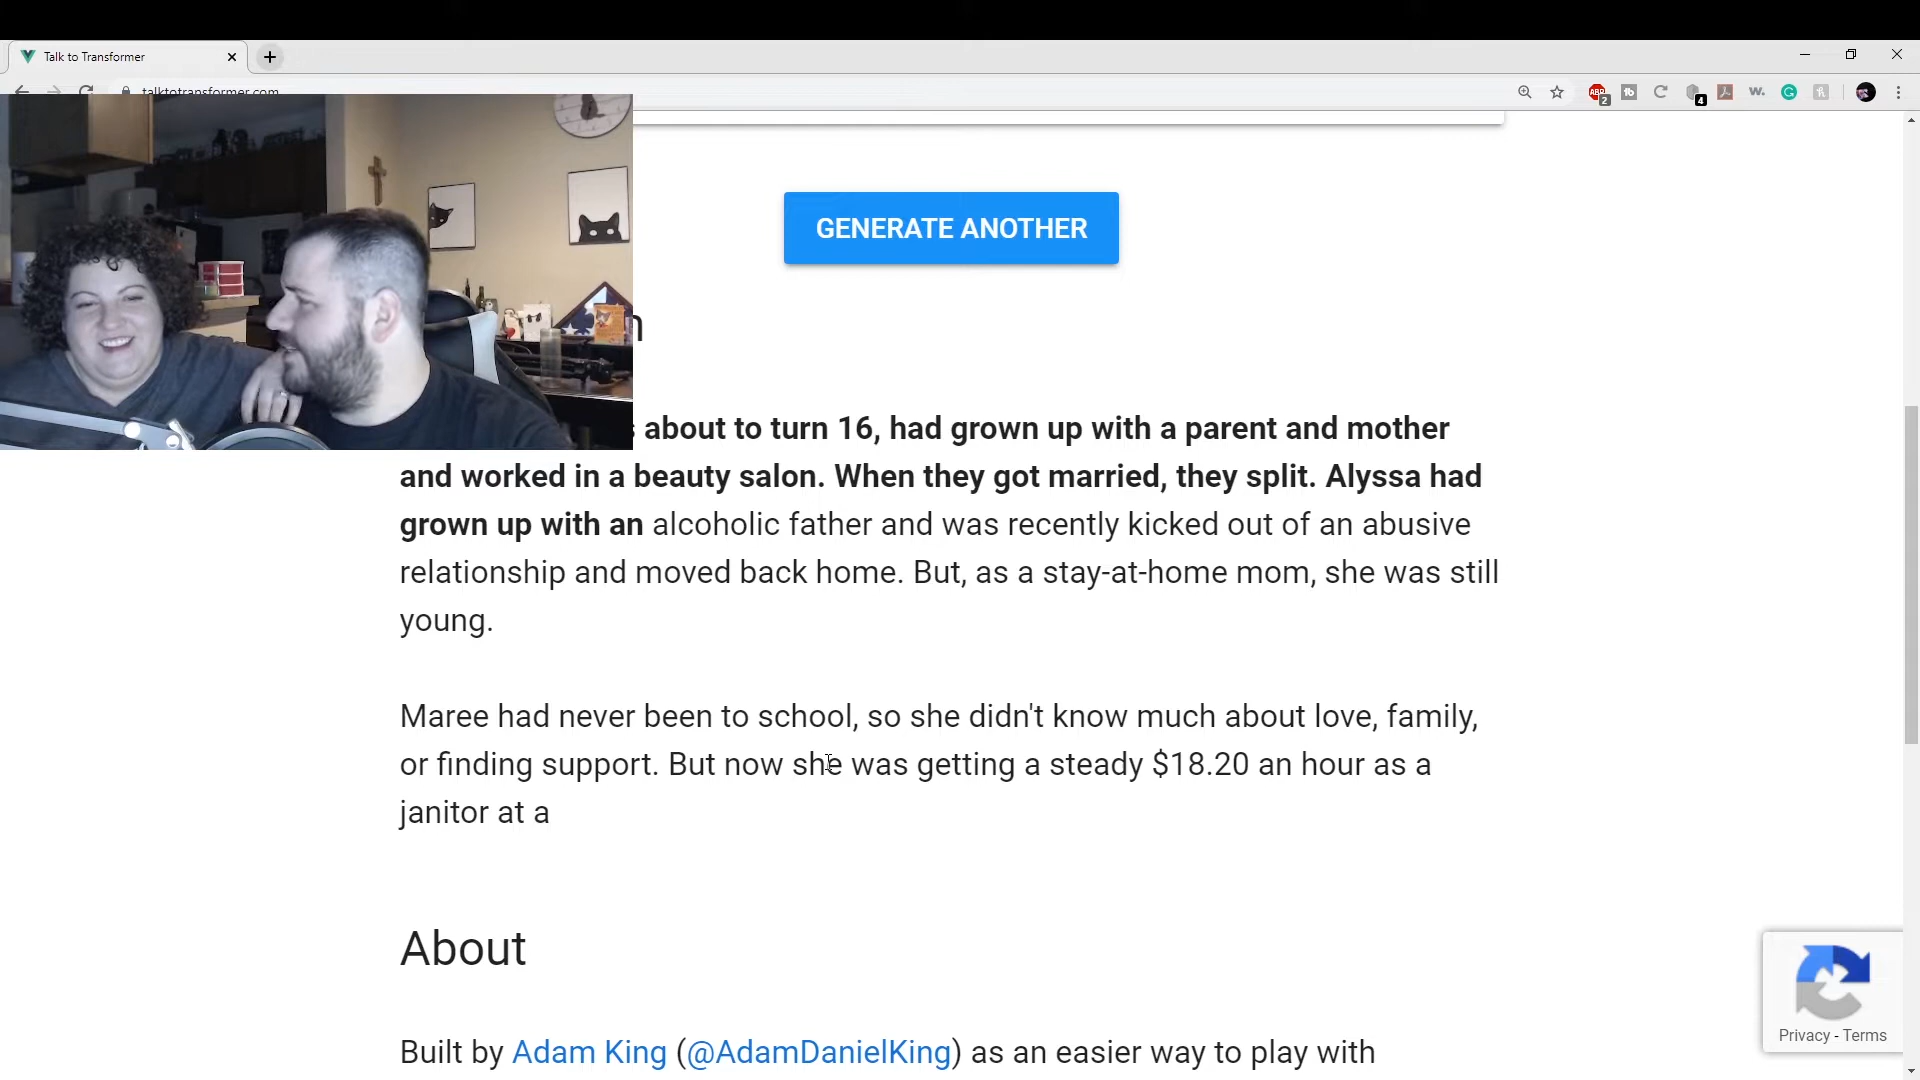 Talk to Transformer
talktotransformer.com
GENERATE ANOTHER
about to turn 16, had grown up with a parent and mother
and worked in a beauty salon. When they got married, they split. Alyssa had
grown up with an alcoholic father and was recently kicked out of an abusive
relationship and moved back home. But, as a stay-at-home mom, she was still
young.
Maree had never been to school, so she didn't know much about love, family,
or finding support. But now she was getting a steady $18.20 an hour as a
janitor at a
About
Built by Adam King (@AdamDanielKing) as an easier way to play with
Privacy - Terms